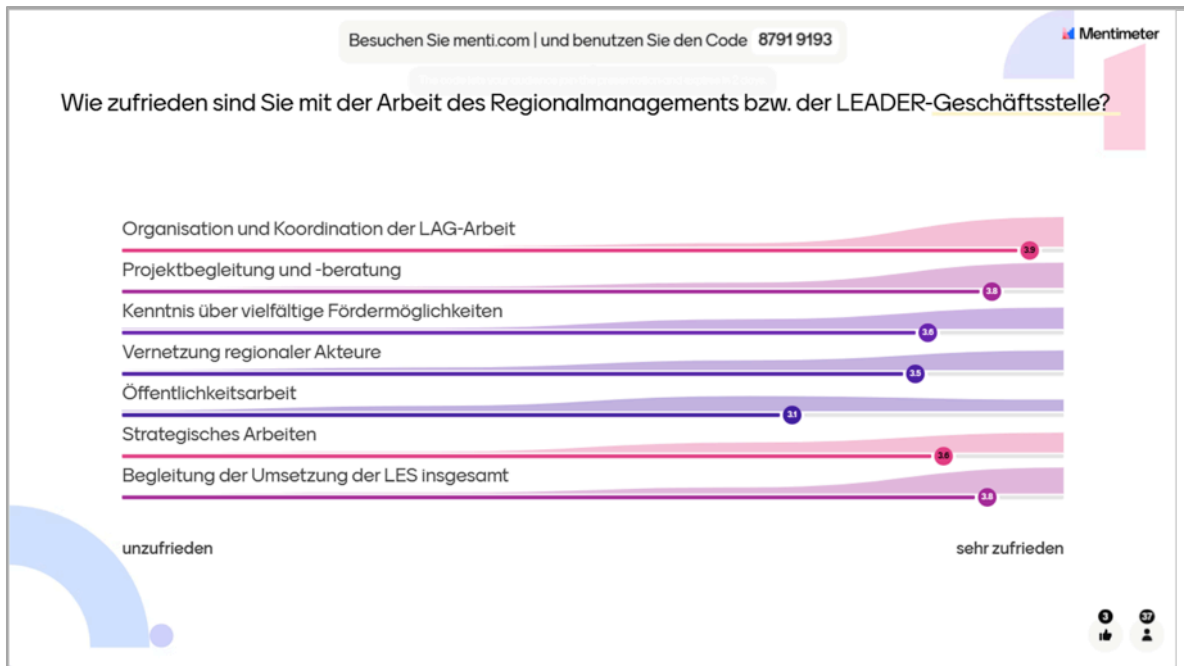 Besuchen Sie menti.com | und benutzen Sie den Code 8791 9193
Mentimeter
Wie zufrieden sind Sie mit der Arbeit des Regionalmanagements bzw. der LEADER-Geschäftsstelle?
Organisation und Koordination der LAG-Arbeit
3.9
Projektbegleitung und -beratung
3.8
Kenntnis über vielfältige Fördermöglichkeiten
3.6
Vernetzung regionaler Akteure
3.5
Öffentlichkeitsarbeit
3.1
Strategisches Arbeiten
3.6
Begleitung der Umsetzung der LES insgesamt
3.8
unzufrieden
sehr zufrieden
3
37